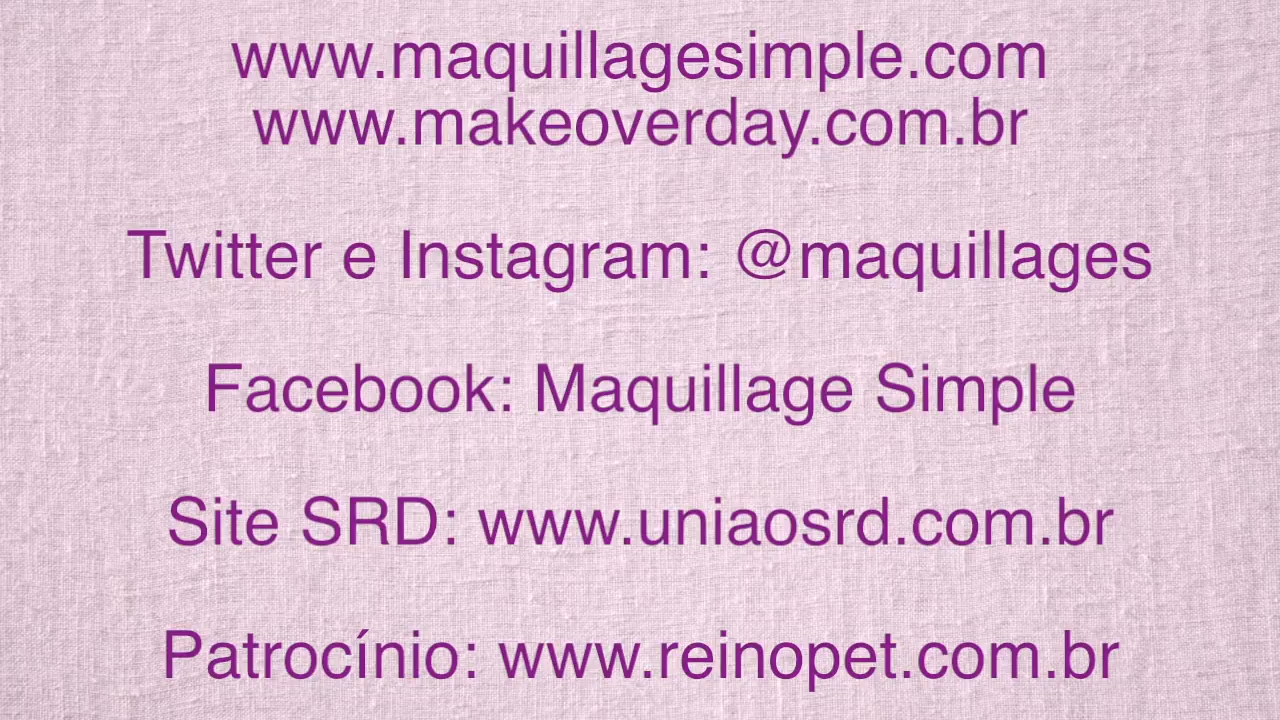 www.maquillagesimple.com
www.makeoverday.com.br
Twitter e Instagram: @maquillages
Facebook: Maquillage Simple
Site SRD: www.uniaosrd.com.br
Patrocínio: www.reinopet.com.br